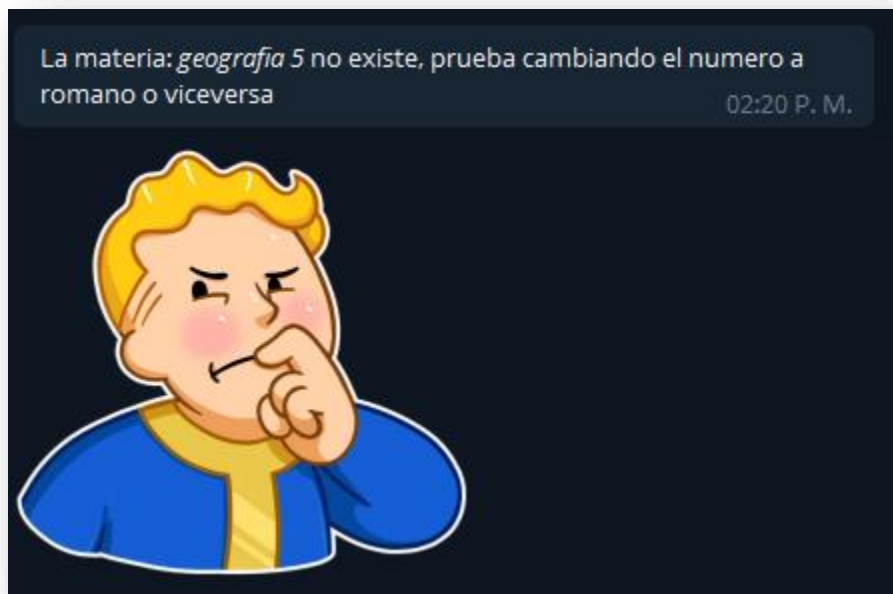 La materia: geografia 5 no existe, prueba cambiando el numero a
romano o viceversa
02:20 P. M.